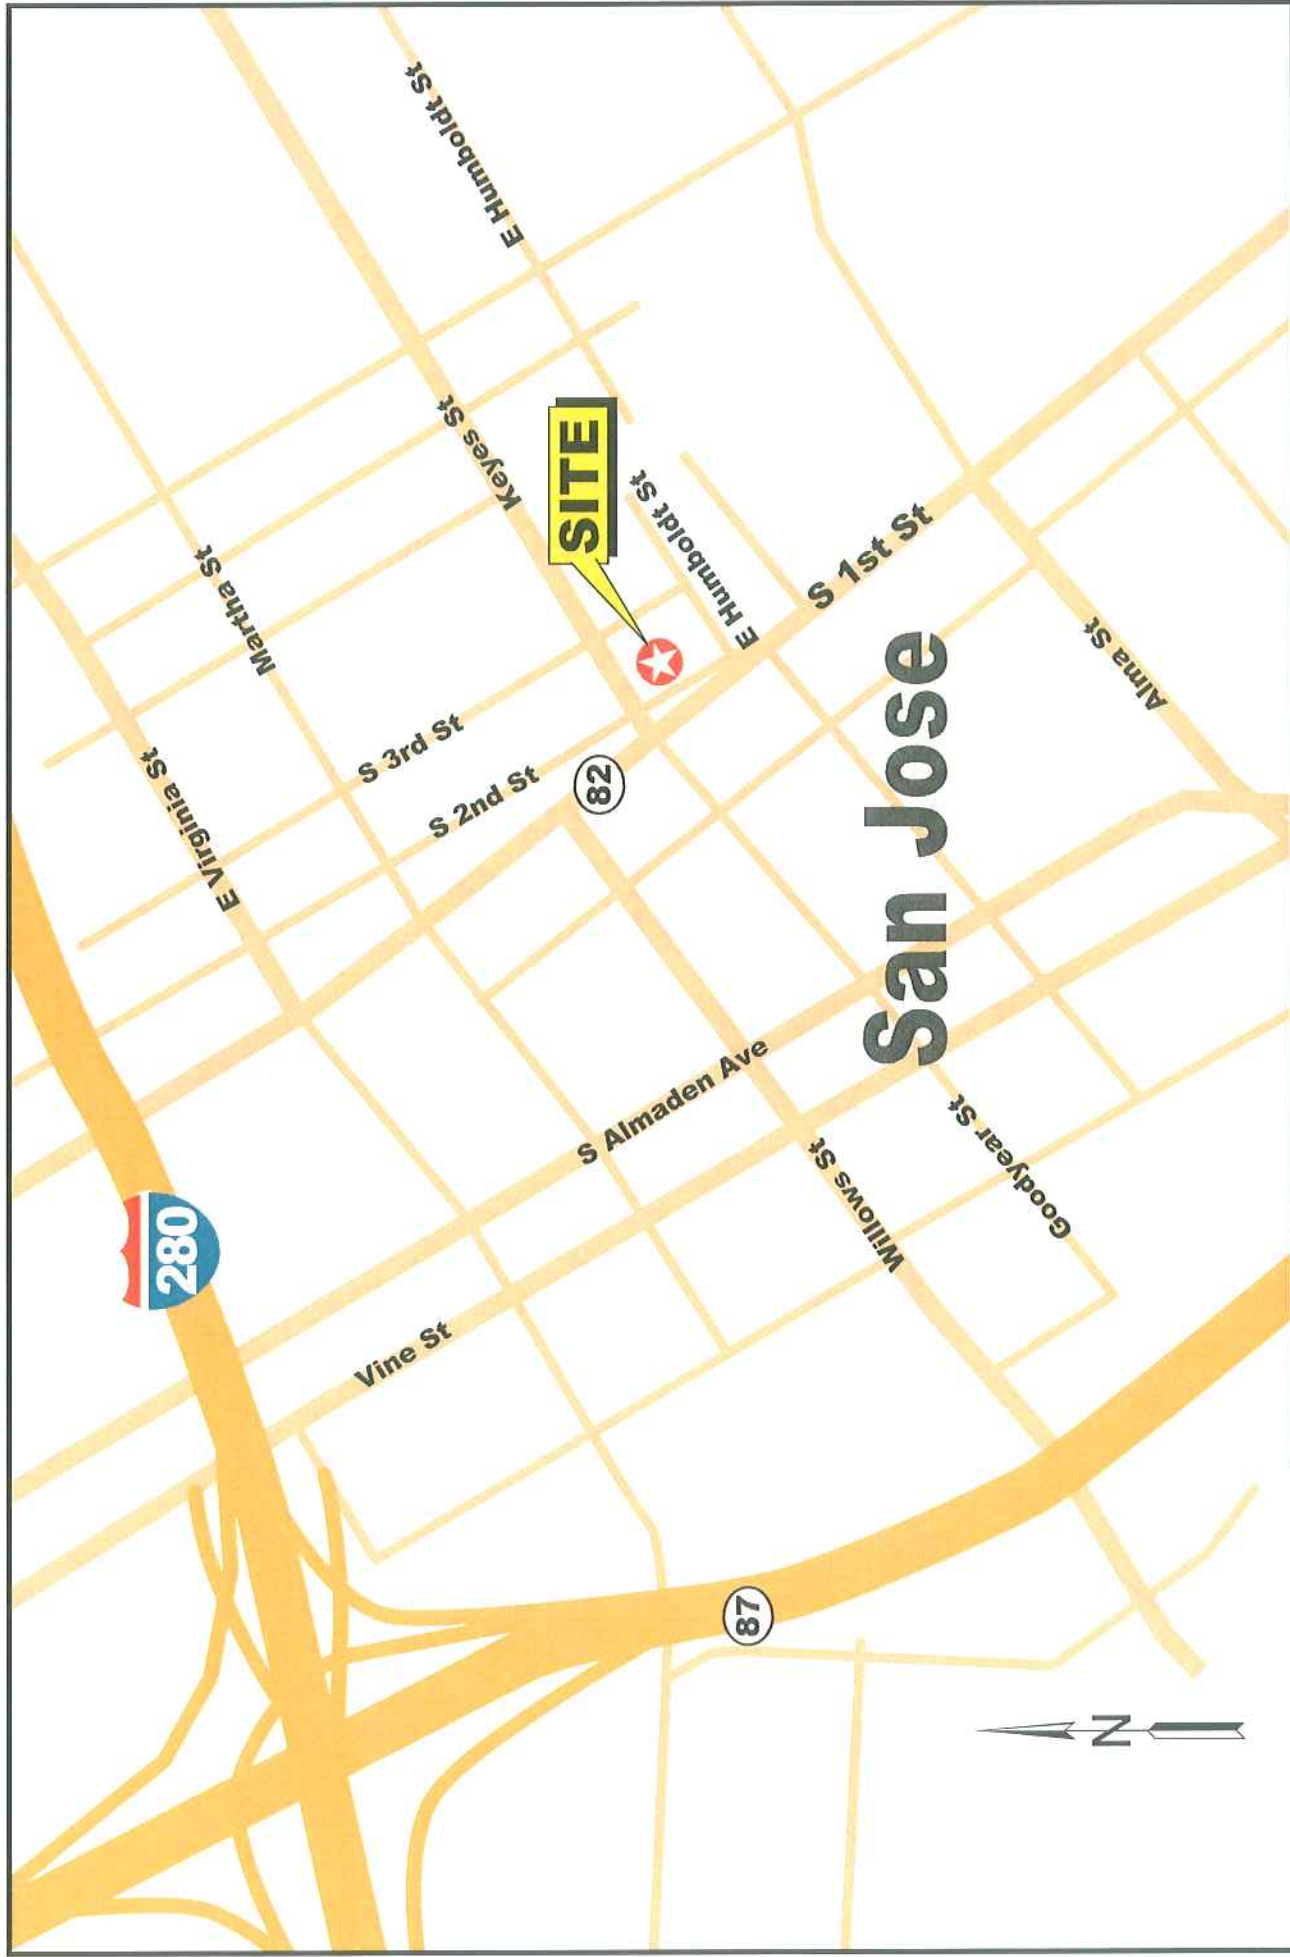 E Humboldt St
Keyes St
SITE
Martha St
E Humboldt St
S 1st St
S 3rd St
E Virginia St
S 2nd St
82
Alma St
San Jose
S Almaden Ave
280
Willows St
Goodyear St
Vine St
87
N